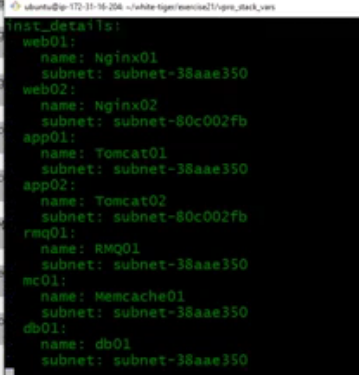 ubuntu@ip-172-31-16-204: ~/white-tiger/exercise21/vpro_stack_vars
inst_details:
  web01:
    name: Nginx01
    subnet: subnet-38aae350
  web02:
    name: Nginx02
    subnet: subnet-80c002fb
  app01:
    name: Tomcat01
    subnet: subnet-38aae350
  app02:
    name: Tomcat02
    subnet: subnet-80c002fb
  rmq01:
    name: RMQ01
    subnet: subnet-38aae350
  mc01:
    name: Memcache01
    subnet: subnet-38aae350
  db01:
    name: db01
    subnet: subnet-38aae350